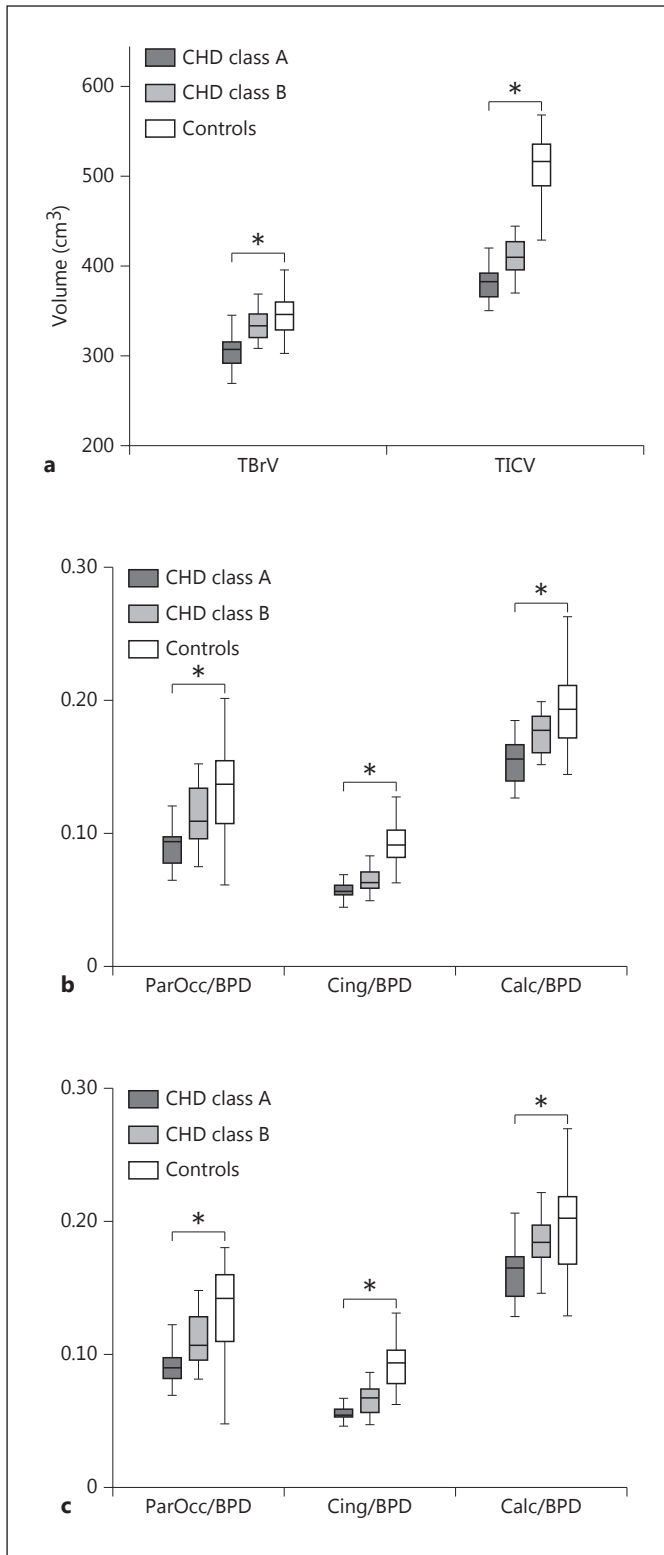 CHD class A
CHD class B
Controls
*
*
600
500
400
300
200
Volume (cm³)
TBrV
TICV
a
CHD class A
CHD class B
Controls
*
*
*
0.30
0.20
0.10
0
ParOcc/BPD
Cing/BPD
Calc/BPD
b
CHD class A
CHD class B
Controls
*
*
*
0.30
0.20
0.10
0
ParOcc/BPD
Cing/BPD
Calc/BPD
c